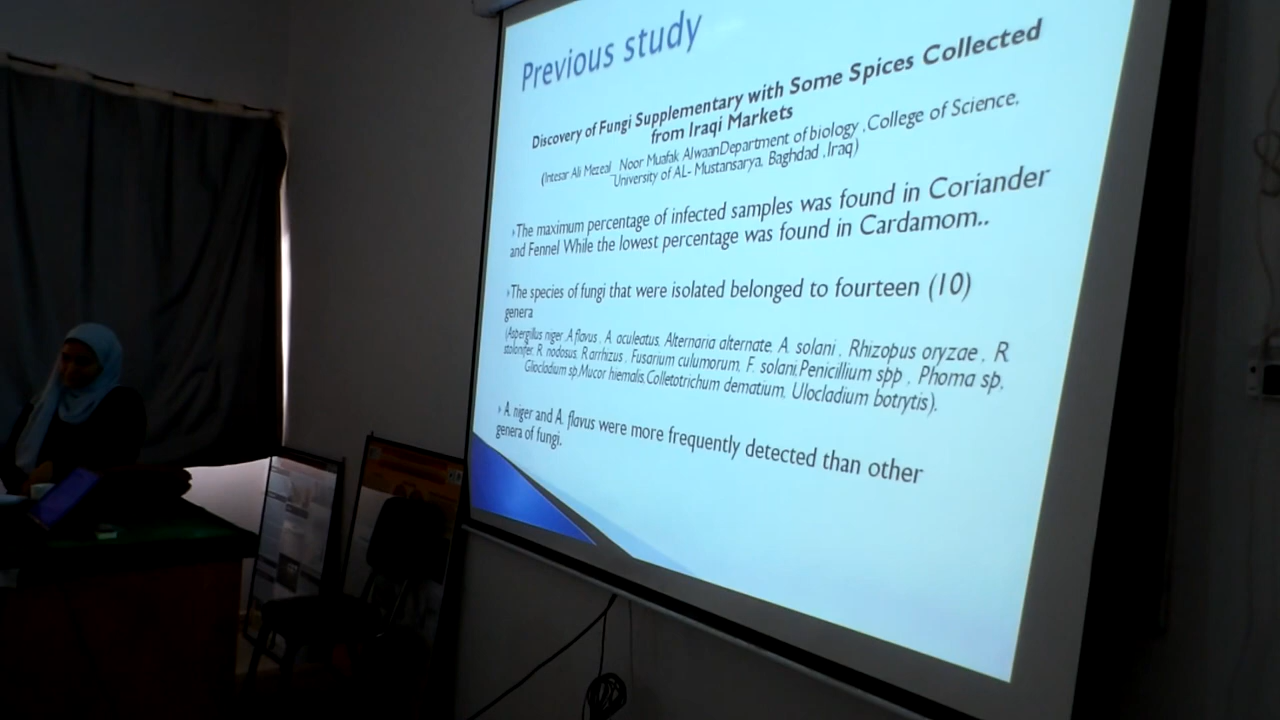 Previous study
Discovery of Fungi Supplementary with Some Spices Collected
from Iraqi Markets
(Intesar Ali Mezeal _Noor Muafak AlwaanDepartment of biology ,College of Science,
University of AL- Mustansarya, Baghdad ,Iraq)
The maximum percentage of infected samples was found in Coriander
and Fennel While the lowest percentage was found in Cardamom..
The species of fungi that were isolated belonged to fourteen (10)
genera
(Aspergillus niger ,A.flavus , A. aculeatus, Alternaria alternate, A. solani , Rhizopus oryzae , R
stolonifer, R. nodosus, R.arrhizus , Fusarium culumorum, F. solani,Penicillium spp , Phoma sp,
Gliocladium sp,Mucor hiemalis,Colletotrichum dematium, Ulocladium botrytis).
A. niger and A. flavus were more frequently detected than other
genera of fungi.